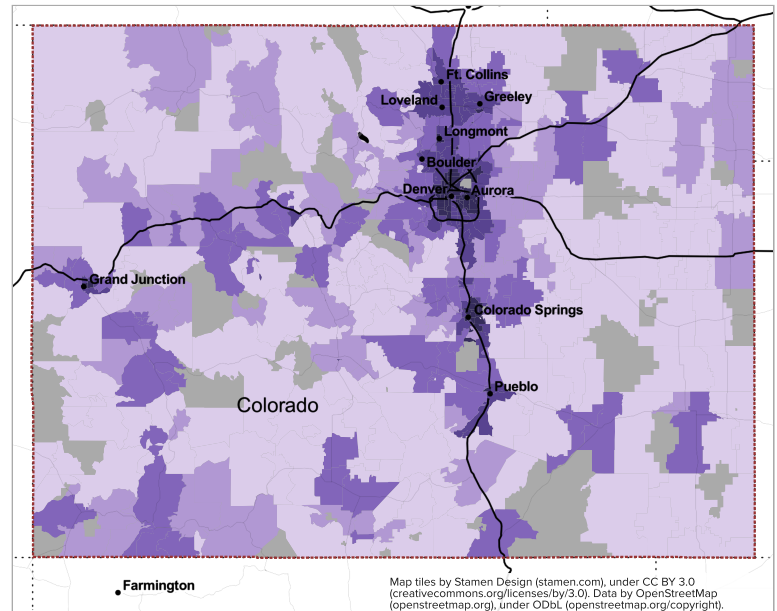 Ft. Collins
Loveland
Greeley
Longmont
Boulder
Denver
Aurora
Grand Junction
Colorado Springs
Pueblo
Colorado
Farmington
Map tiles by Stamen Design (stamen.com), under CC BY 3.0
(creativecommons.org/licenses/by/3.0). Data by OpenStreetMap
(openstreetmap.org), under ODbL (openstreetmap.org/copyright).